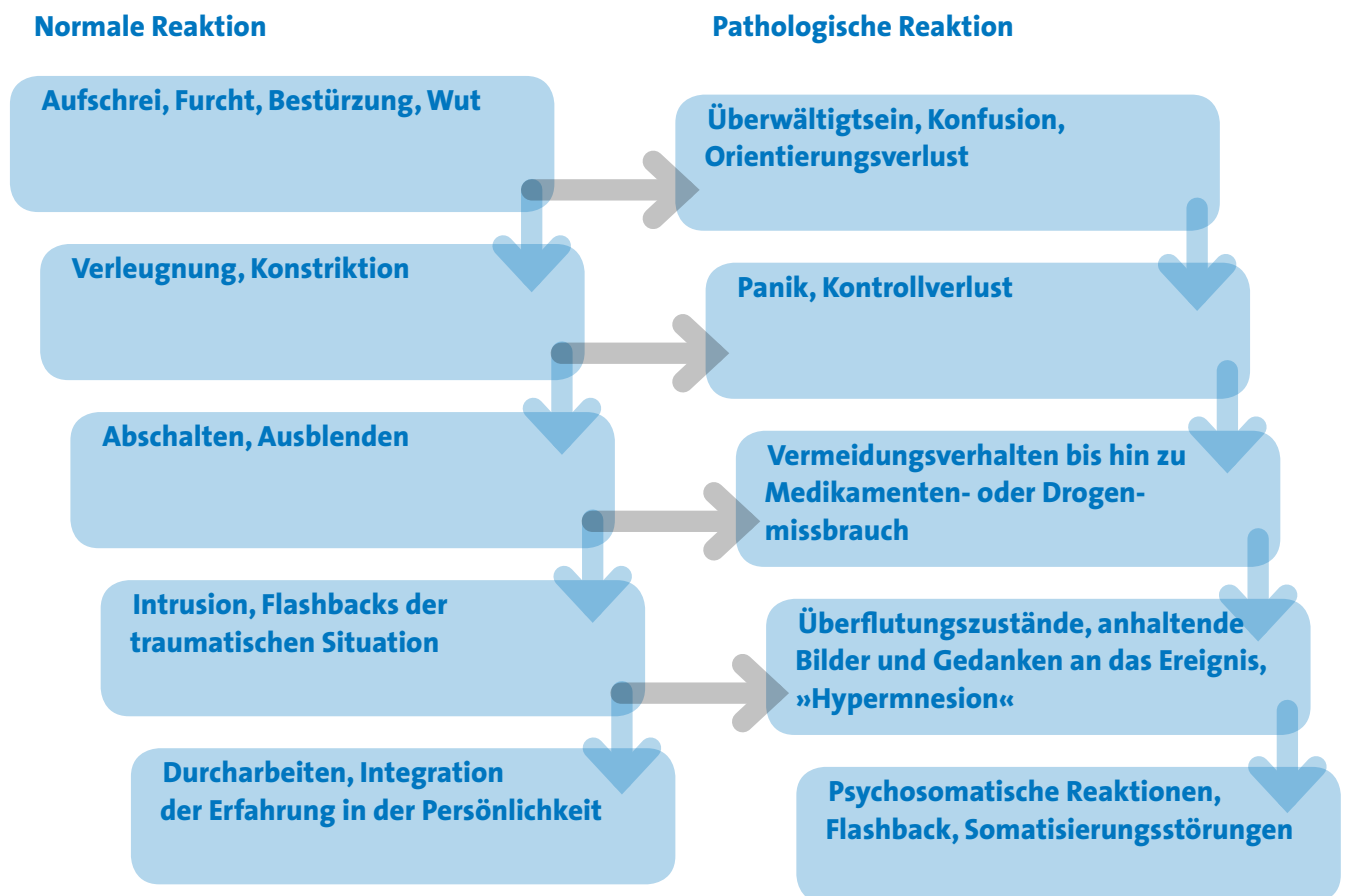 Normale Reaktion
Pathologische Reaktion
Aufschrei, Furcht, Bestürzung, Wut
Überwältigtsein, Konfusion,
Orientierungsverlust
Verleugnung, Konstriktion
Panik, Kontrollverlust
Abschalten, Ausblenden
Vermeidungsverhalten bis hin zu
Medikamenten- oder Drogen-
missbrauch
Intrusion, Flashbacks der
traumatischen Situation
Überflutungszustände, anhaltende
Bilder und Gedanken an das Ereignis,
»Hypermnesion«
Durcharbeiten, Integration
der Erfahrung in der Persönlichkeit
Psychosomatische Reaktionen,
Flashback, Somatisierungsstörungen